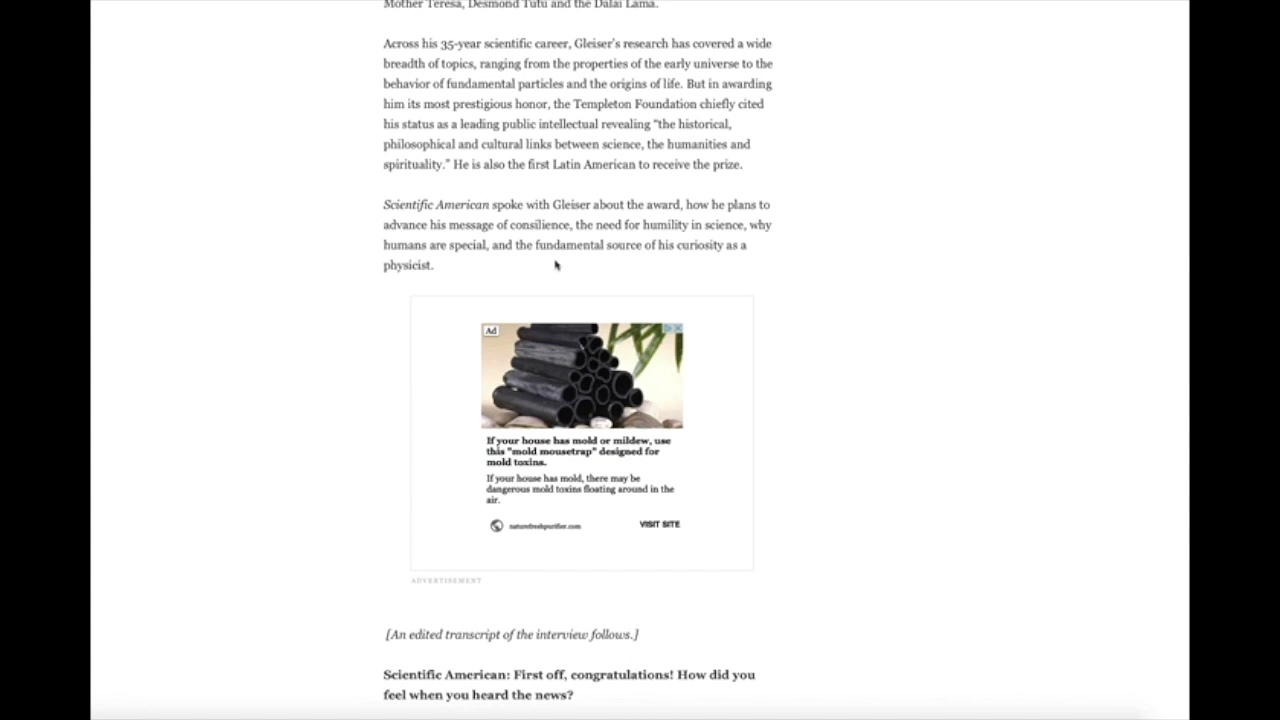 Mother Teresa, Desmond Tutu and the Dalai Lama.
Across his 35-year scientific career, Gleiser's research has covered a wide
breadth of topics, ranging from the properties of the early universe to the
behavior of fundamental particles and the origins of life. But in awarding
him its most prestigious honor, the Templeton Foundation chiefly cited
his status as a leading public intellectual revealing “the historical,
philosophical and cultural links between science, the humanities and
spirituality.” He is also the first Latin American to receive the prize.
Scientific American spoke with Gleiser about the award, how he plans to
advance his message of consilience, the need for humility in science, why
humans are special, and the fundamental source of his curiosity as a
physicist.
Ad
If your house has mold or mildew, use
this "mold mousetrap" designed for
mold toxins.
If your house has mold, there may be
dangerous mold toxins floating around in the
air.
naturefreshpurifier.com
VISIT SITE
ADVERTISEMENT
[An edited transcript of the interview follows.]
Scientific American: First off, congratulations! How did you
feel when you heard the news?